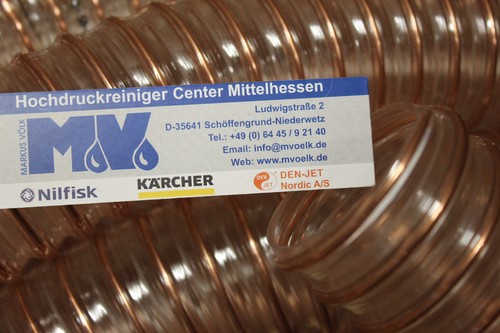 Hochdruckreiniger Center Mittelhessen
MARKUS VÖLK
MV
Ludwigstraße 2
D-35641 Schöffengrund-Niederwetz
Tel.: +49 (0) 64 45 / 9 21 40
Email: info@mvoelk.de
Web: www.mvoelk.de
Nilfisk
KÄRCHER
DEN-JET
DEN-JET
Nordic A/S